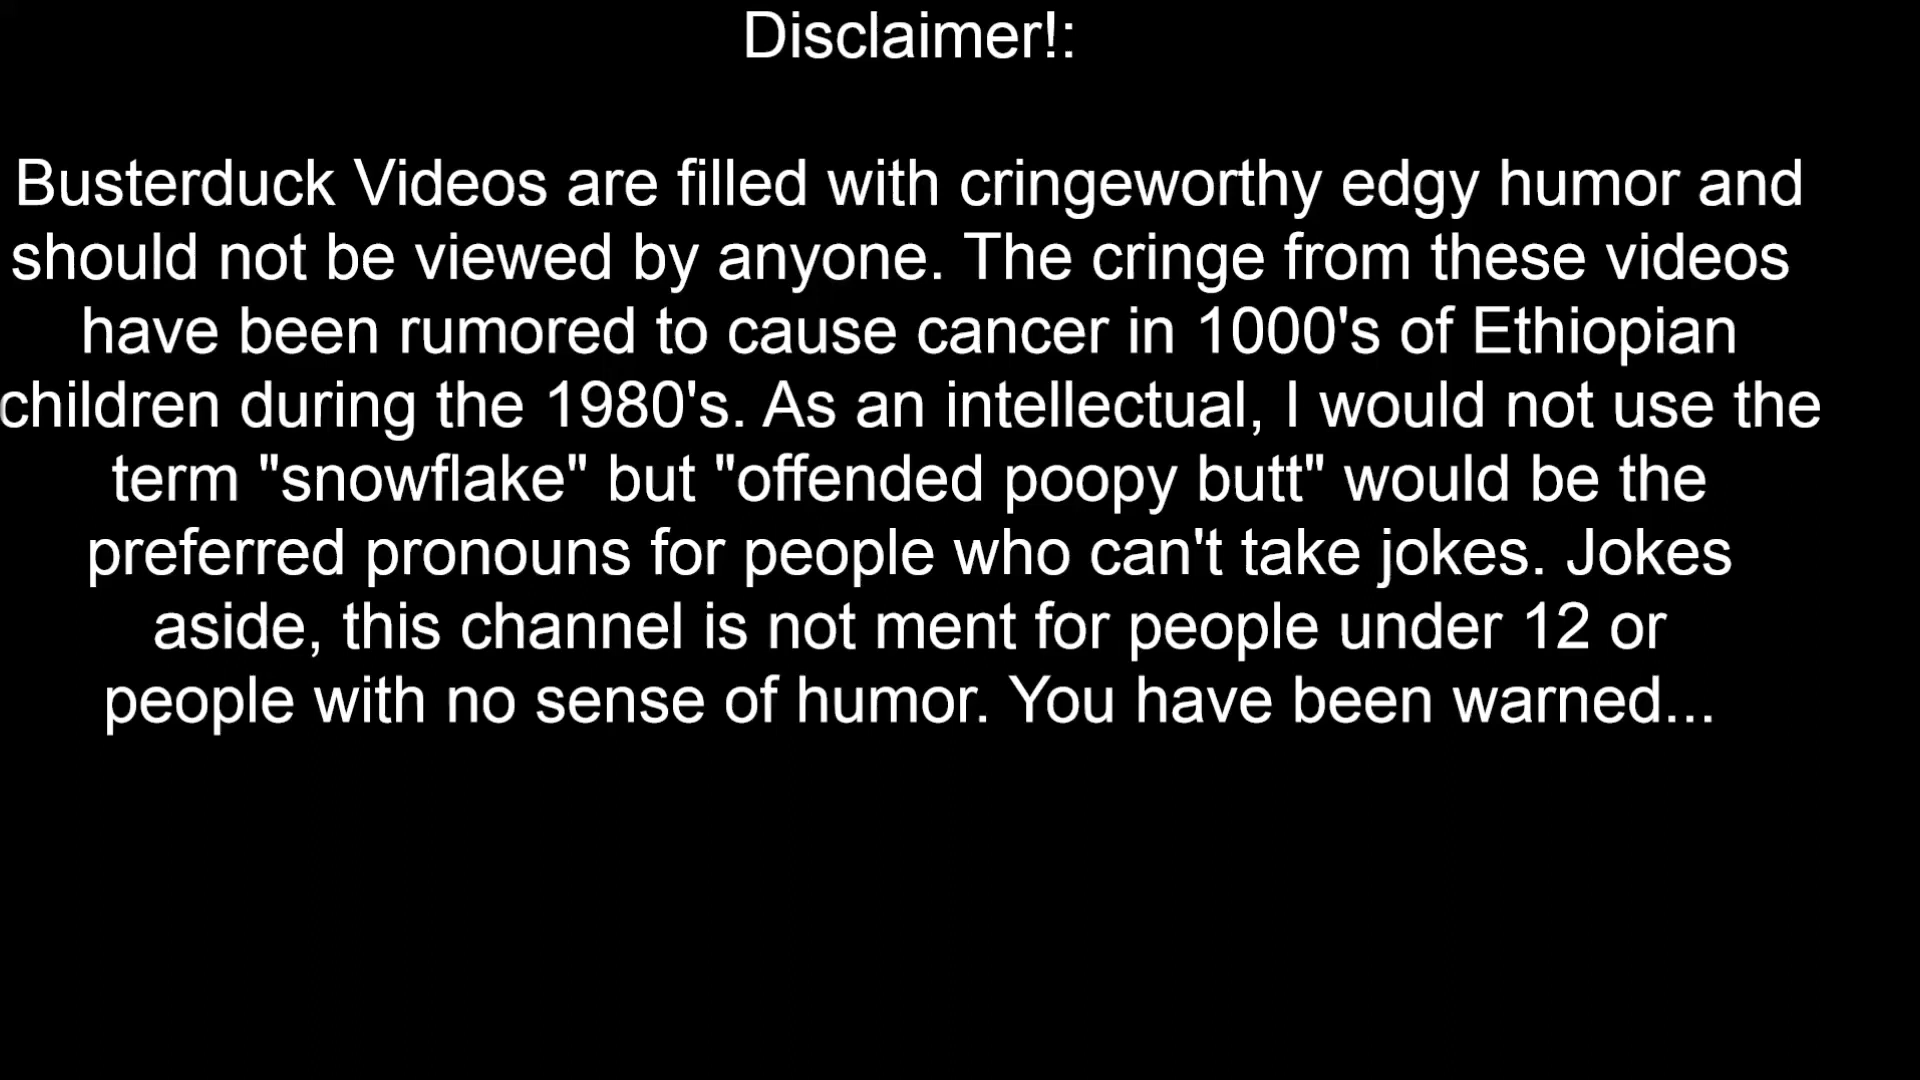 Disclaimer!:
Busterduck Videos are filled with cringeworthy edgy humor and
should not be viewed by anyone. The cringe from these videos
have been rumored to cause cancer in 1000's of Ethiopian
children during the 1980's. As an intellectual, I would not use the
term "snowflake" but "offended poopy butt" would be the
preferred pronouns for people who can't take jokes. Jokes
aside, this channel is not ment for people under 12 or
people with no sense of humor. You have been warned...